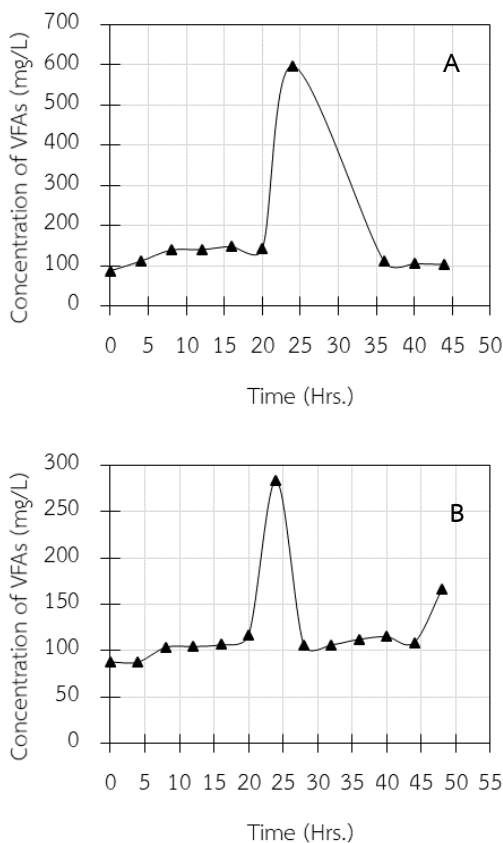 Concentration of VFAs (mg/L)
700
600
500
400
300
200
100
0
A
0 5 10 15 20 25 30 35 40 45 50
Time (Hrs.)
Concentration of VFAs (mg/L)
300
250
200
150
100
50
0
B
0 5 10 15 20 25 30 35 40 45 50 55
Time (Hrs.)